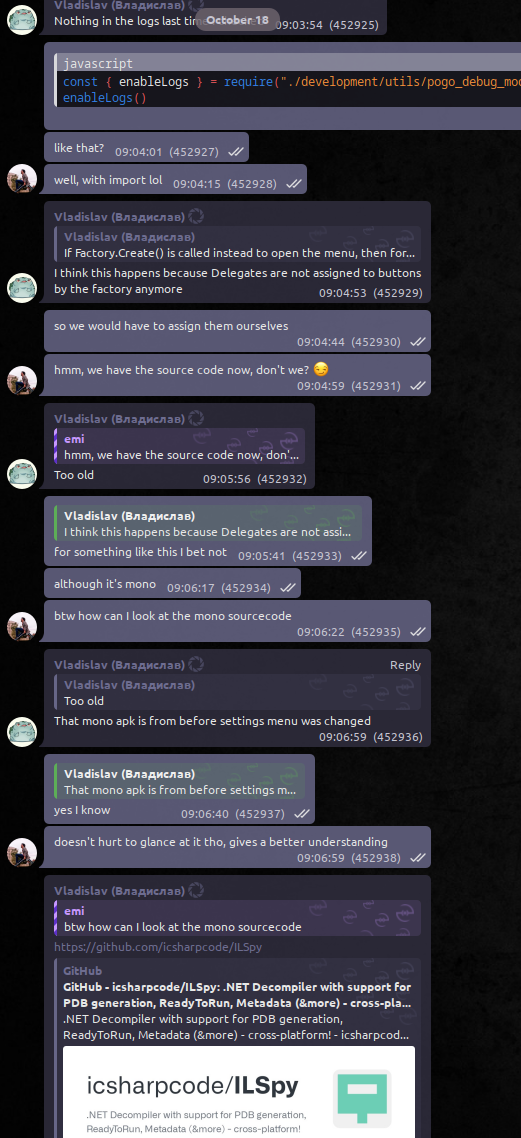 Vladislav (Владислав)
Nothing in the logs last
October 18
09:03:54 (452925)
javascript
const { enableLogs } = require("./development/utils/pogo_debug_mo
enableLogs()
like that?
09:04:01 (452927)
well, with import lol
09:04:15 (452928)
Vladislav (Владислав)
Vladislav (Владислав)
If Factory.Create() is called instead to open the menu, then for...
I think this happens because Delegates are not assigned to buttons
by the factory anymore
09:04:53 (452929)
so we would have to assign them ourselves
09:04:44 (452930)
hmm, we have the source code now, don't we? 😏
09:04:59 (452931)
Vladislav (Владислав)
emi
hmm, we have the source code now, don'...
Too old
09:05:56 (452932)
Vladislav (Владислав)
I think this happens because Delegates are not assi...
for something like this I bet not
09:05:41 (452933)
although it's mono
09:06:17 (452934)
btw how can I look at the mono sourcecode
09:06:22 (452935)
Vladislav (Владислав)
Reply
Vladislav (Владислав)
Too old
That mono apk is from before settings menu was changed
09:06:59 (452936)
Vladislav (Владислав)
That mono apk is from before settings m...
yes I know
09:06:40 (452937)
doesn't hurt to glance at it tho, gives a better understanding
09:06:59 (452938)
Vladislav (Владислав)
emi
btw how can I look at the mono sourcecode
https://github.com/icsharpcode/ILSpy
GitHub
GitHub - icsharpcode/ILSpy: .NET Decompiler with support for
PDB generation, ReadyToRun, Metadata (&more) - cross-pla...
.NET Decompiler with support for PDB generation,
ReadyToRun, Metadata (&more) - cross-platform! - icsharpcod...
icsharpcode/ILSpy
.NET Decompiler with support for PDB generation,
ReadyToRun, Metadata (&more) - cross-platform!